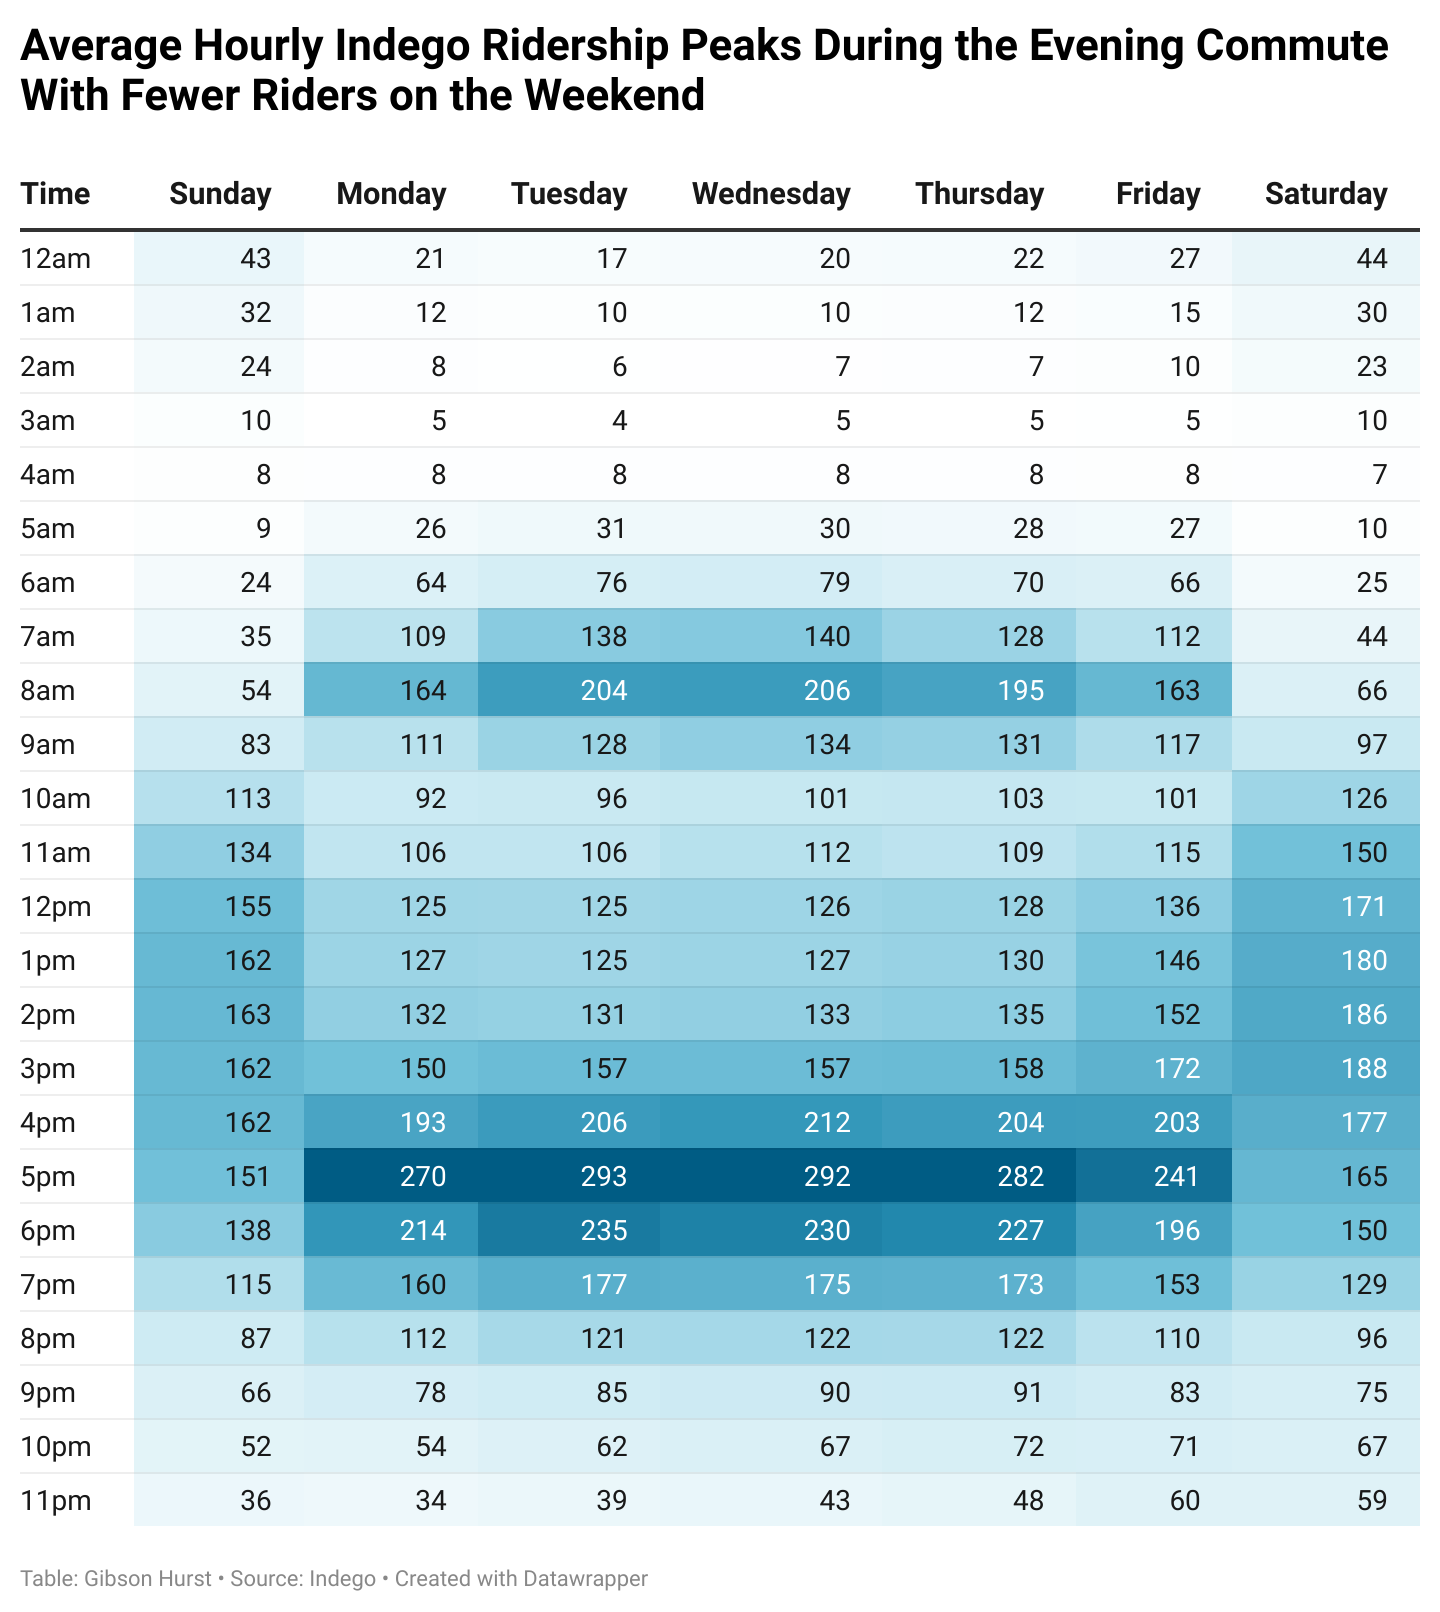 Average Hourly Indego Ridership Peaks During the Evening Commute
With Fewer Riders on the Weekend
Time Sunday Monday Tuesday Wednesday Thursday Friday Saturday
12am 43 21 17 20 22 27 44
1am 32 12 10 10 12 15 30
2am 24 8 6 7 7 10 23
3am 10 5 4 5 5 5 10
4am 8 8 8 8 8 8 7
5am 9 26 31 30 28 27 10
6am 24 64 76 79 70 66 25
7am 35 109 138 140 128 112 44
8am 54 164 204 206 195 163 66
9am 83 111 128 134 131 117 97
10am 113 92 96 101 103 101 126
11am 134 106 106 112 109 115 150
12pm 155 125 125 126 128 136 171
1pm 162 127 125 127 130 146 180
2pm 163 132 131 133 135 152 186
3pm 162 150 157 157 158 172 188
4pm 162 193 206 212 204 203 177
5pm 151 270 293 292 282 241 165
6pm 138 214 235 230 227 196 150
7pm 115 160 177 175 173 153 129
8pm 87 112 121 122 122 110 96
9pm 66 78 85 90 91 83 75
10pm 52 54 62 67 72 71 67
11pm 36 34 39 43 48 60 59
Table: Gibson Hurst • Source: Indego • Created with Datawrapper